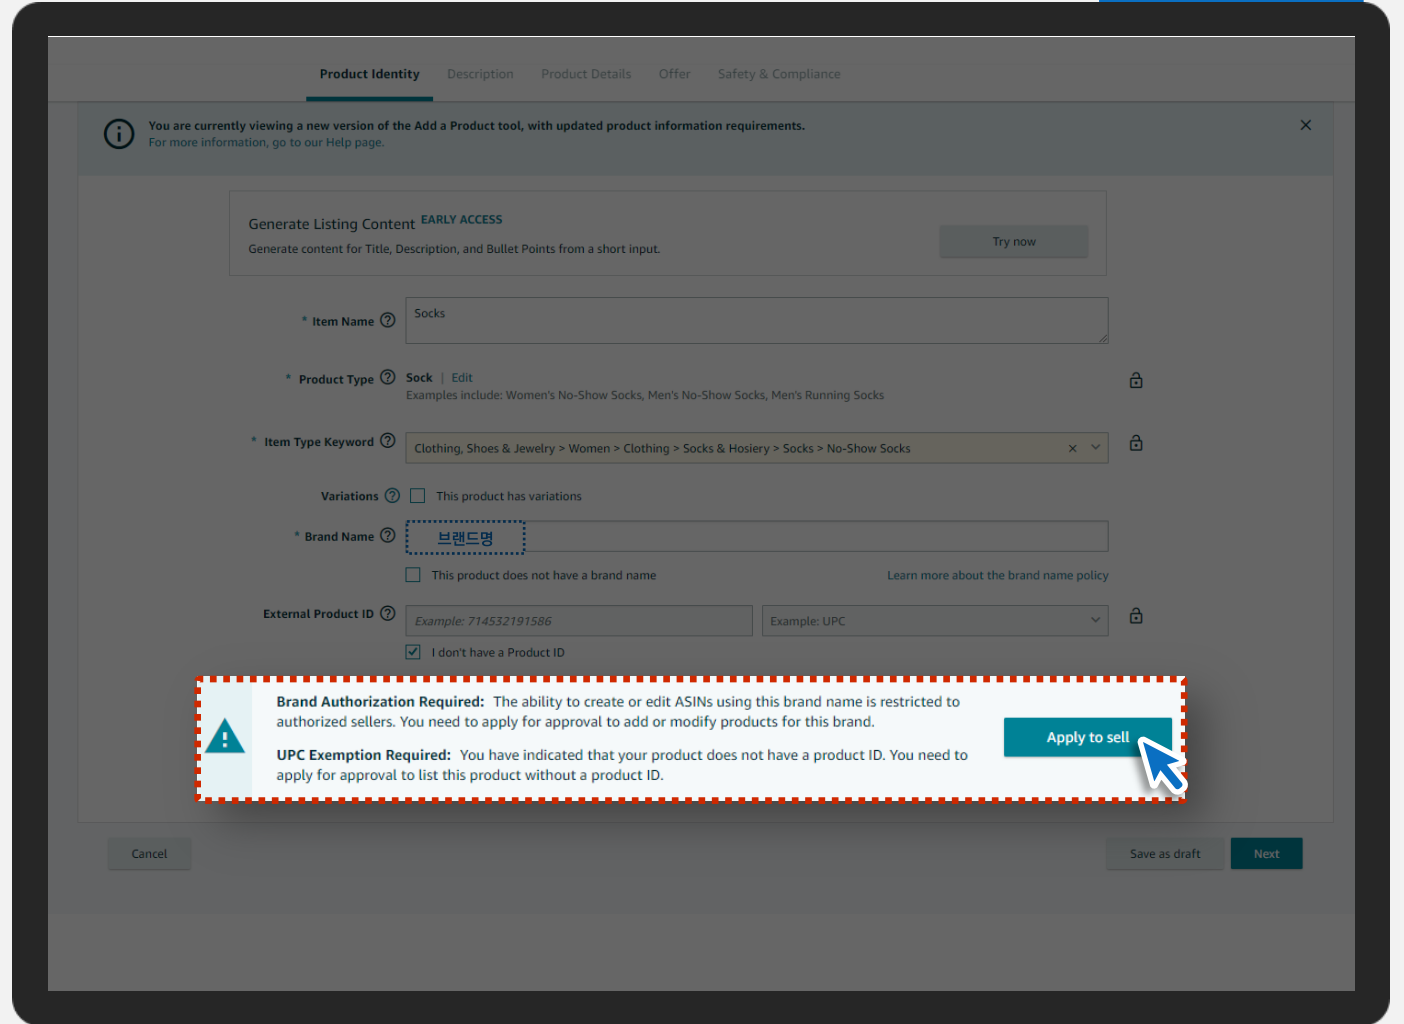 Product Identity Description Product Details Offer Safety & Compliance
You are currently viewing a new version of the Add a Product tool, with updated product information requirements.
For more information, go to our Help page.
Generate Listing Content EARLY ACCESS
Generate content for Title, Description, and Bullet Points from a short input.
Try now
* Item Name
Socks
* Product Type
Sock | Edit
Examples include: Women's No-Show Socks, Men's No-Show Socks, Men's Running Socks
* Item Type Keyword
Clothing, Shoes & Jewelry > Women > Clothing > Socks & Hosiery > Socks > No-Show Socks
Variations
This product has variations
* Brand Name
브랜드명
This product does not have a brand name
Learn more about the brand name policy
External Product ID
Example: 714532191586
Example: UPC
I don't have a Product ID
Brand Authorization Required: The ability to create or edit ASINs using this brand name is restricted to
authorized sellers. You need to apply for approval to add or modify products for this brand.
UPC Exemption Required: You have indicated that your product does not have a product ID. You need to
apply for approval to list this product without a product ID.
Apply to sell
Cancel
Save as draft
Next